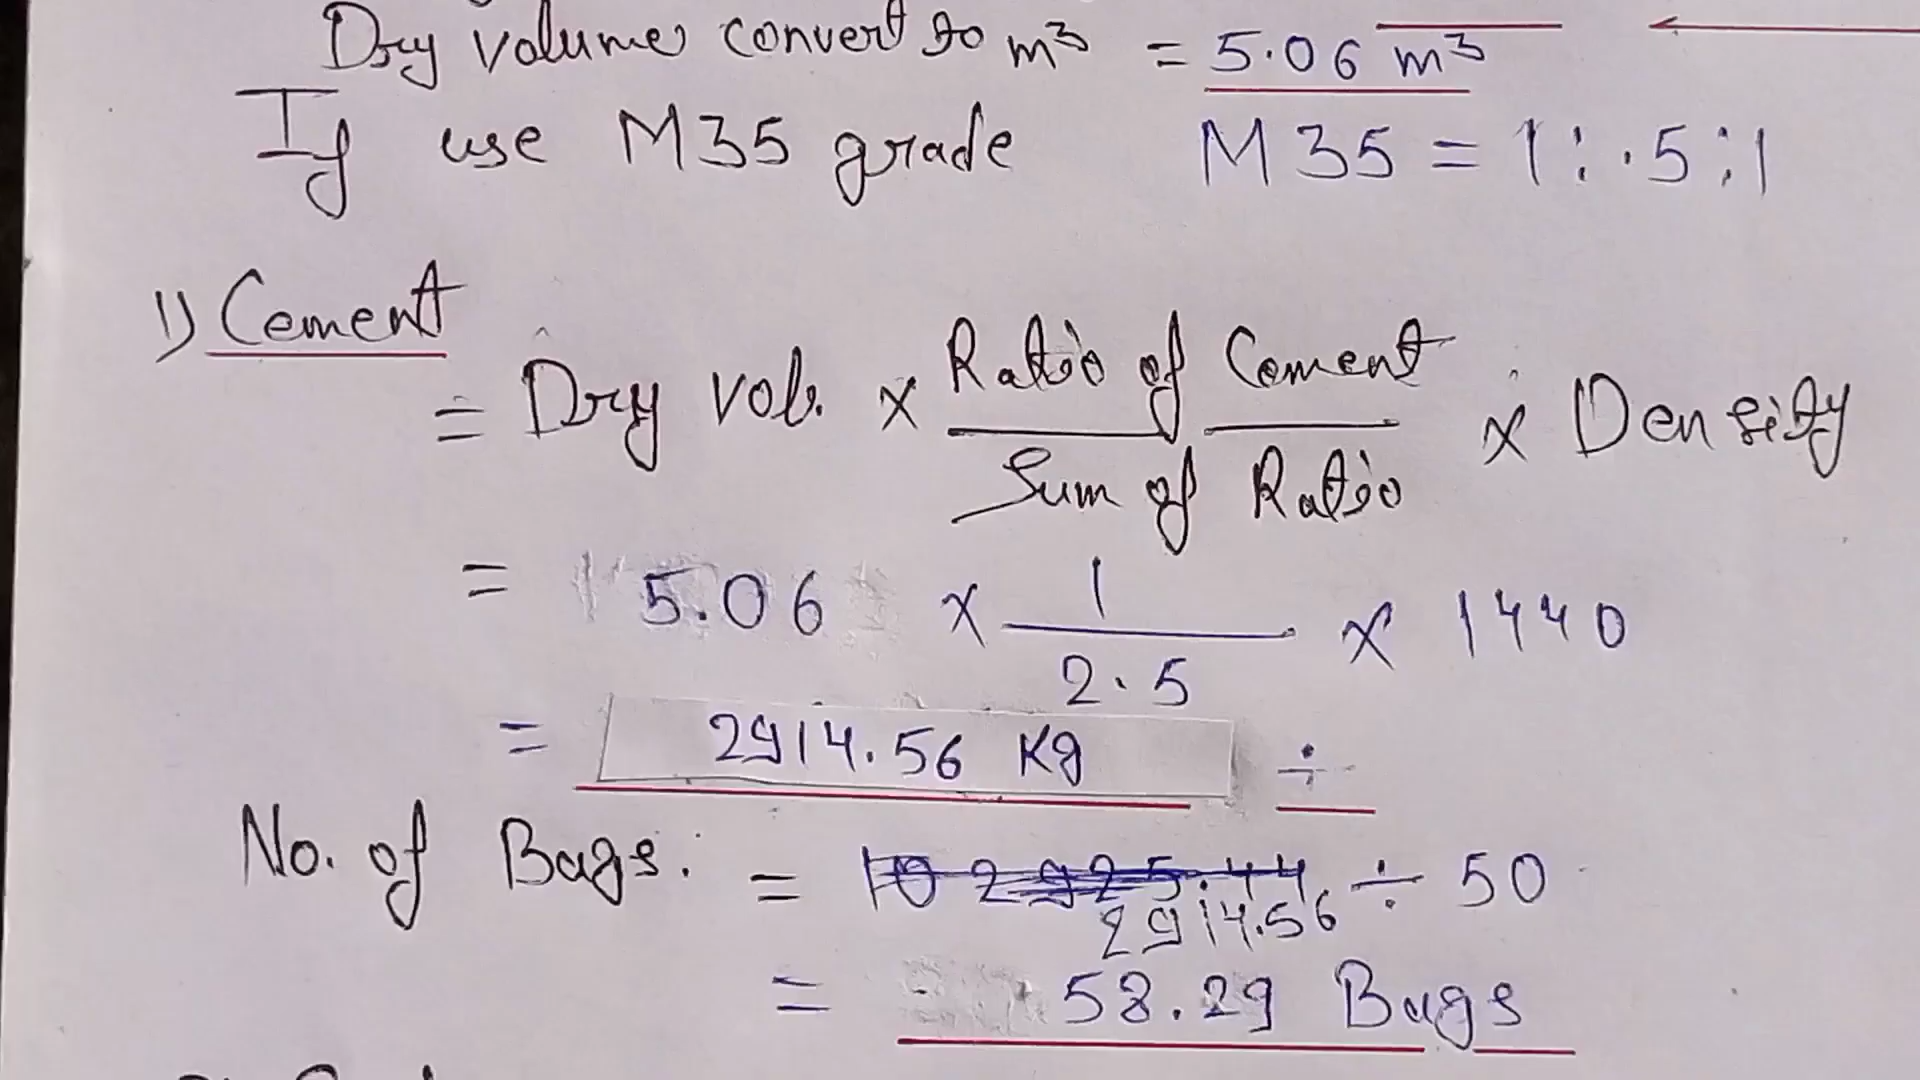 Dry volume convert to m³ = 5.06 m³
If use M35 grade M35 = 1:.5:1
1) Cement
= Dry vol. × Ratio of Cement / Sum of Ratio × Density
= 5.06 × 1 / 2.5 × 1440
= 2914.56 Kg ÷
No. of Bags. = 2914.56 ÷ 50
= 58.29 Bags